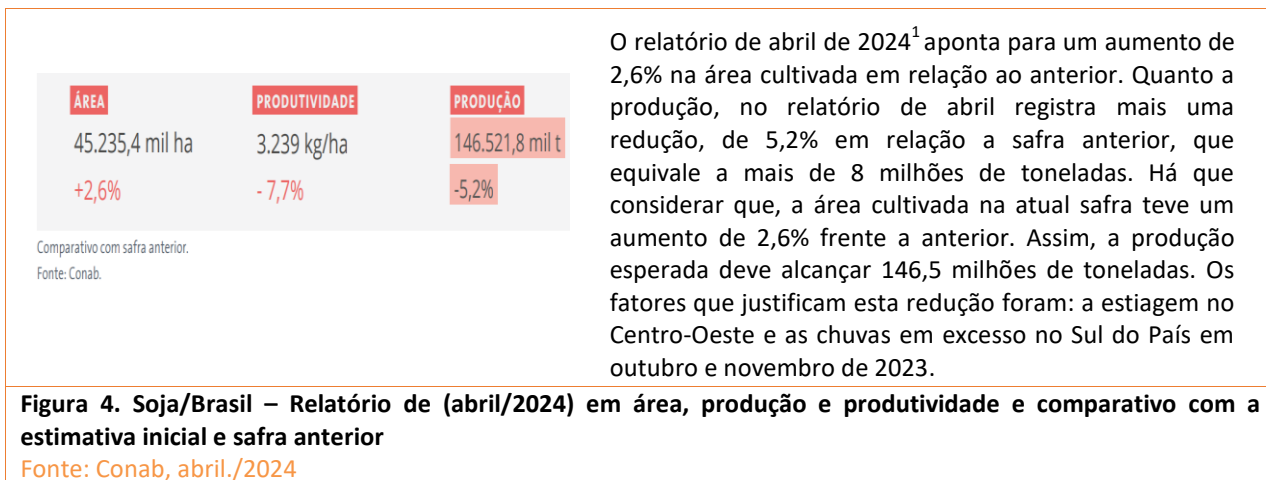 ÁREA
45.235,4 mil ha
+2,6%
PRODUTIVIDADE
3.239 kg/ha
- 7,7%
PRODUÇÃO
146.521,8 mil t
-5,2%
Comparativo com safra anterior.
Fonte: Conab.
O relatório de abril de 2024¹ aponta para um aumento de
2,6% na área cultivada em relação ao anterior. Quanto a
produção, no relatório de abril registra mais uma
redução, de 5,2% em relação a safra anterior, que
equivale a mais de 8 milhões de toneladas. Há que
considerar que, a área cultivada na atual safra teve um
aumento de 2,6% frente a anterior. Assim, a produção
esperada deve alcançar 146,5 milhões de toneladas. Os
fatores que justificam esta redução foram: a estiagem no
Centro-Oeste e as chuvas em excesso no Sul do País em
outubro e novembro de 2023.
Figura 4. Soja/Brasil – Relatório de (abril/2024) em área, produção e produtividade e comparativo com a
estimativa inicial e safra anterior
Fonte: Conab, abril./2024